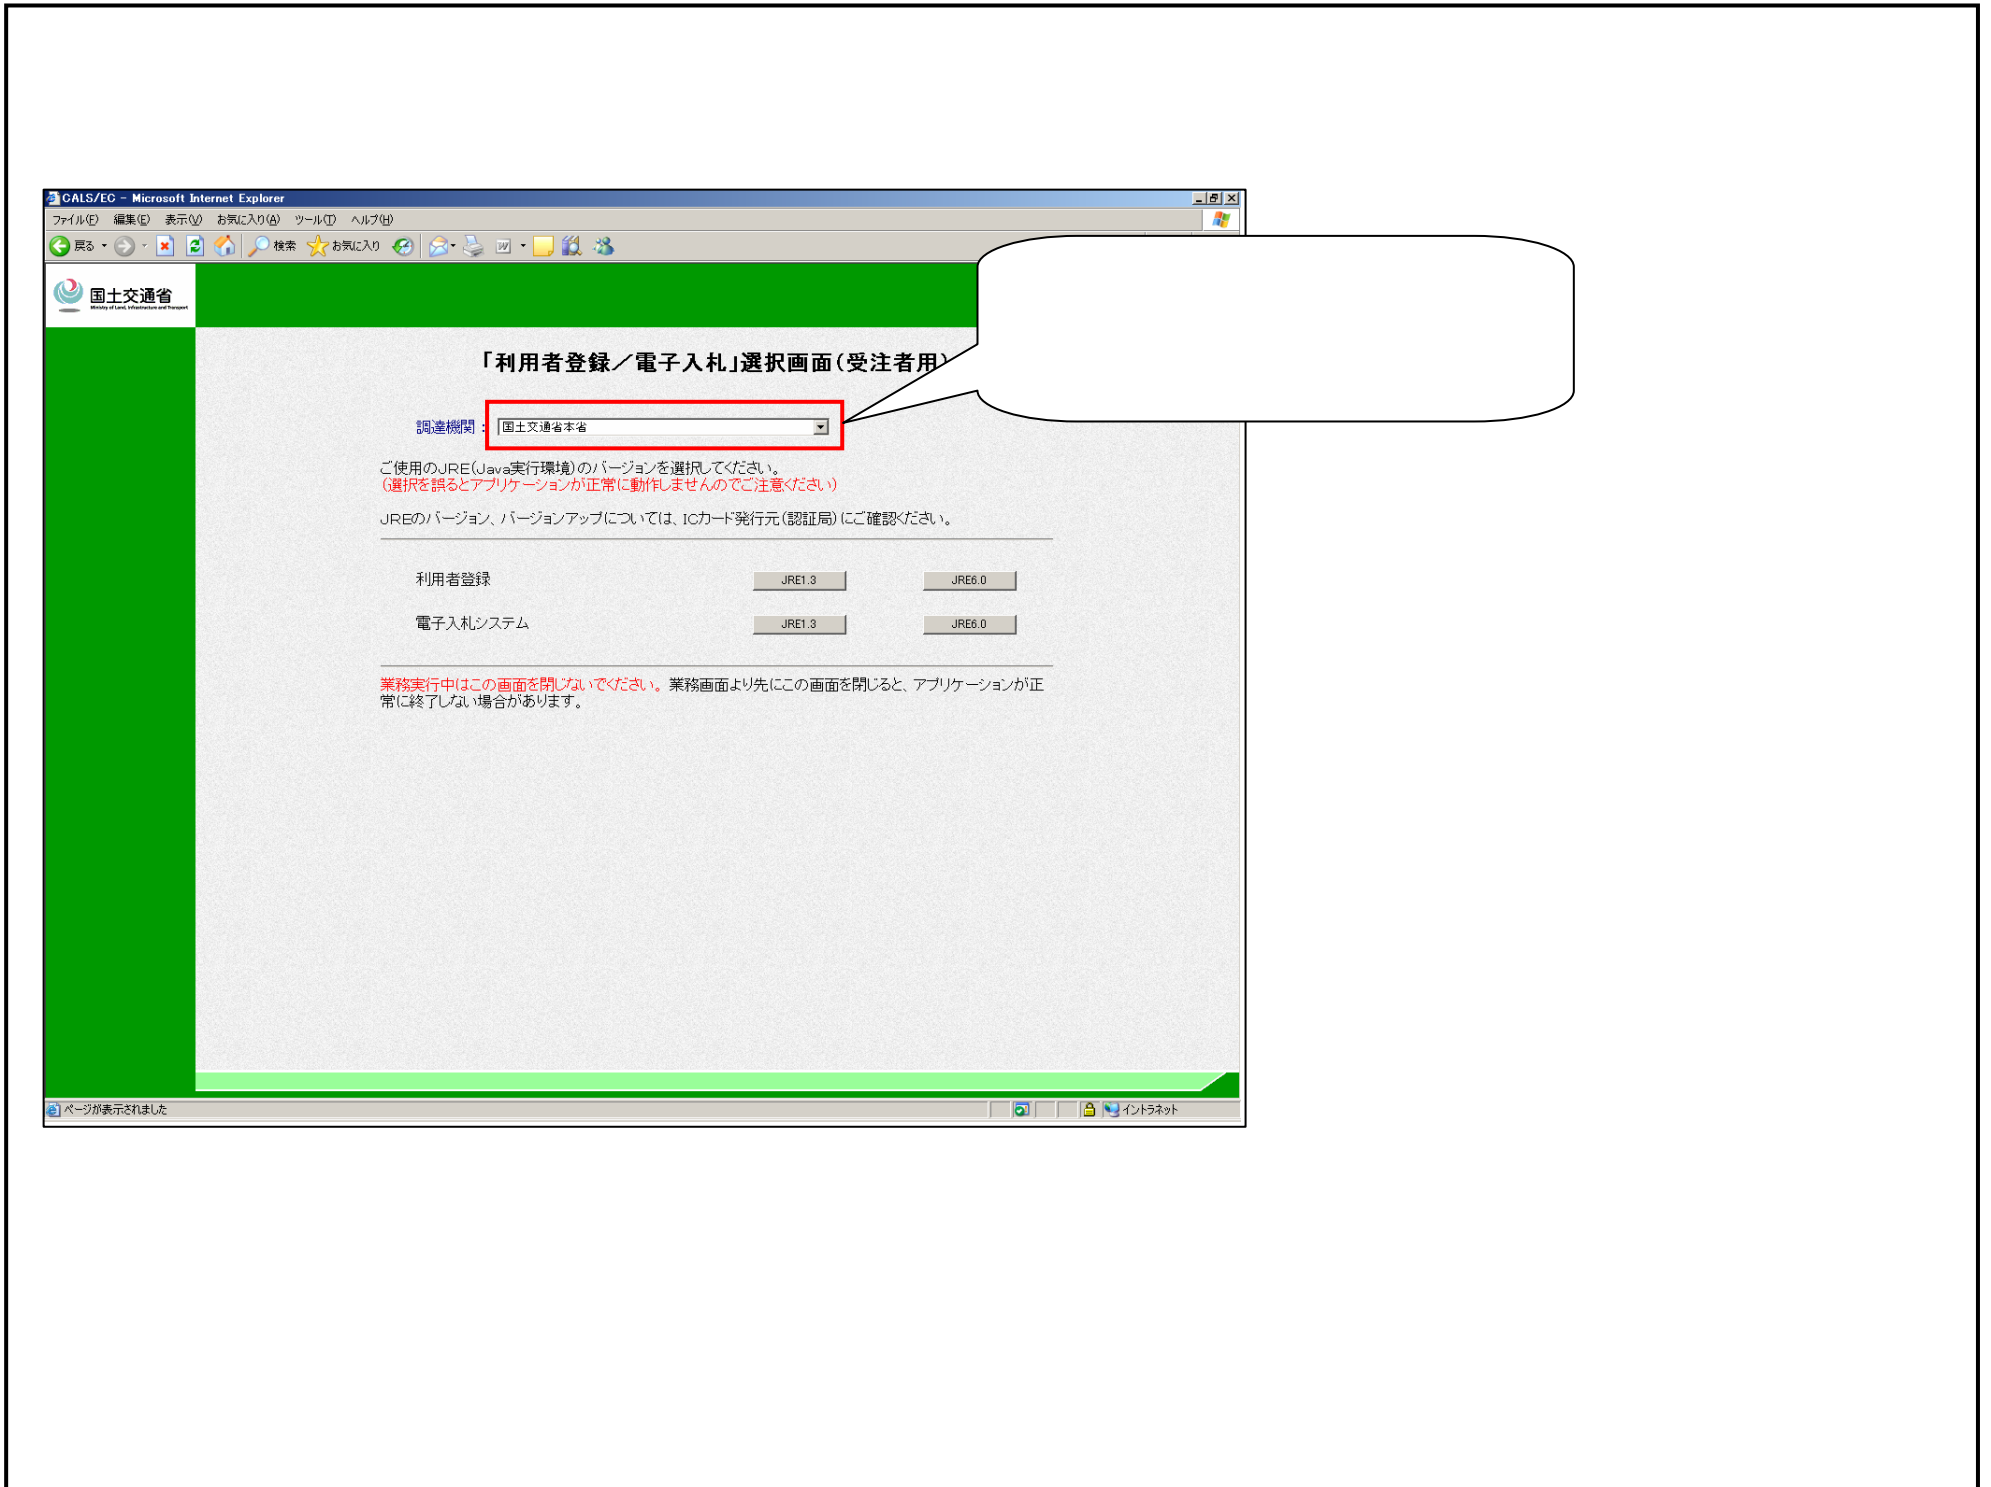 CALS/EC - Microsoft Internet Explorer
ファイル(F) 編集(E) 表示(V) お気に入り(A) ツール(T) ヘルプ(H)
戻る 検索 お気に入り
国土交通省
Ministry of Land, Infrastructure and Transport
「利用者登録／電子入札」選択画面(受注者用)
調達機関： 国土交通省本省
ご使用のJRE(Java実行環境)のバージョンを選択してください。
(選択を誤るとアプリケーションが正常に動作しませんのでご注意ください)
JREのバージョン、バージョンアップについては、ICカード発行元(認証局)にご確認ください。
利用者登録 JRE1.3 JRE6.0
電子入札システム JRE1.3 JRE6.0
業務実行中はこの画面を閉じないでください。業務画面より先にこの画面を閉じると、アプリケーションが正
常に終了しない場合があります。
ページが表示されました イントラネット